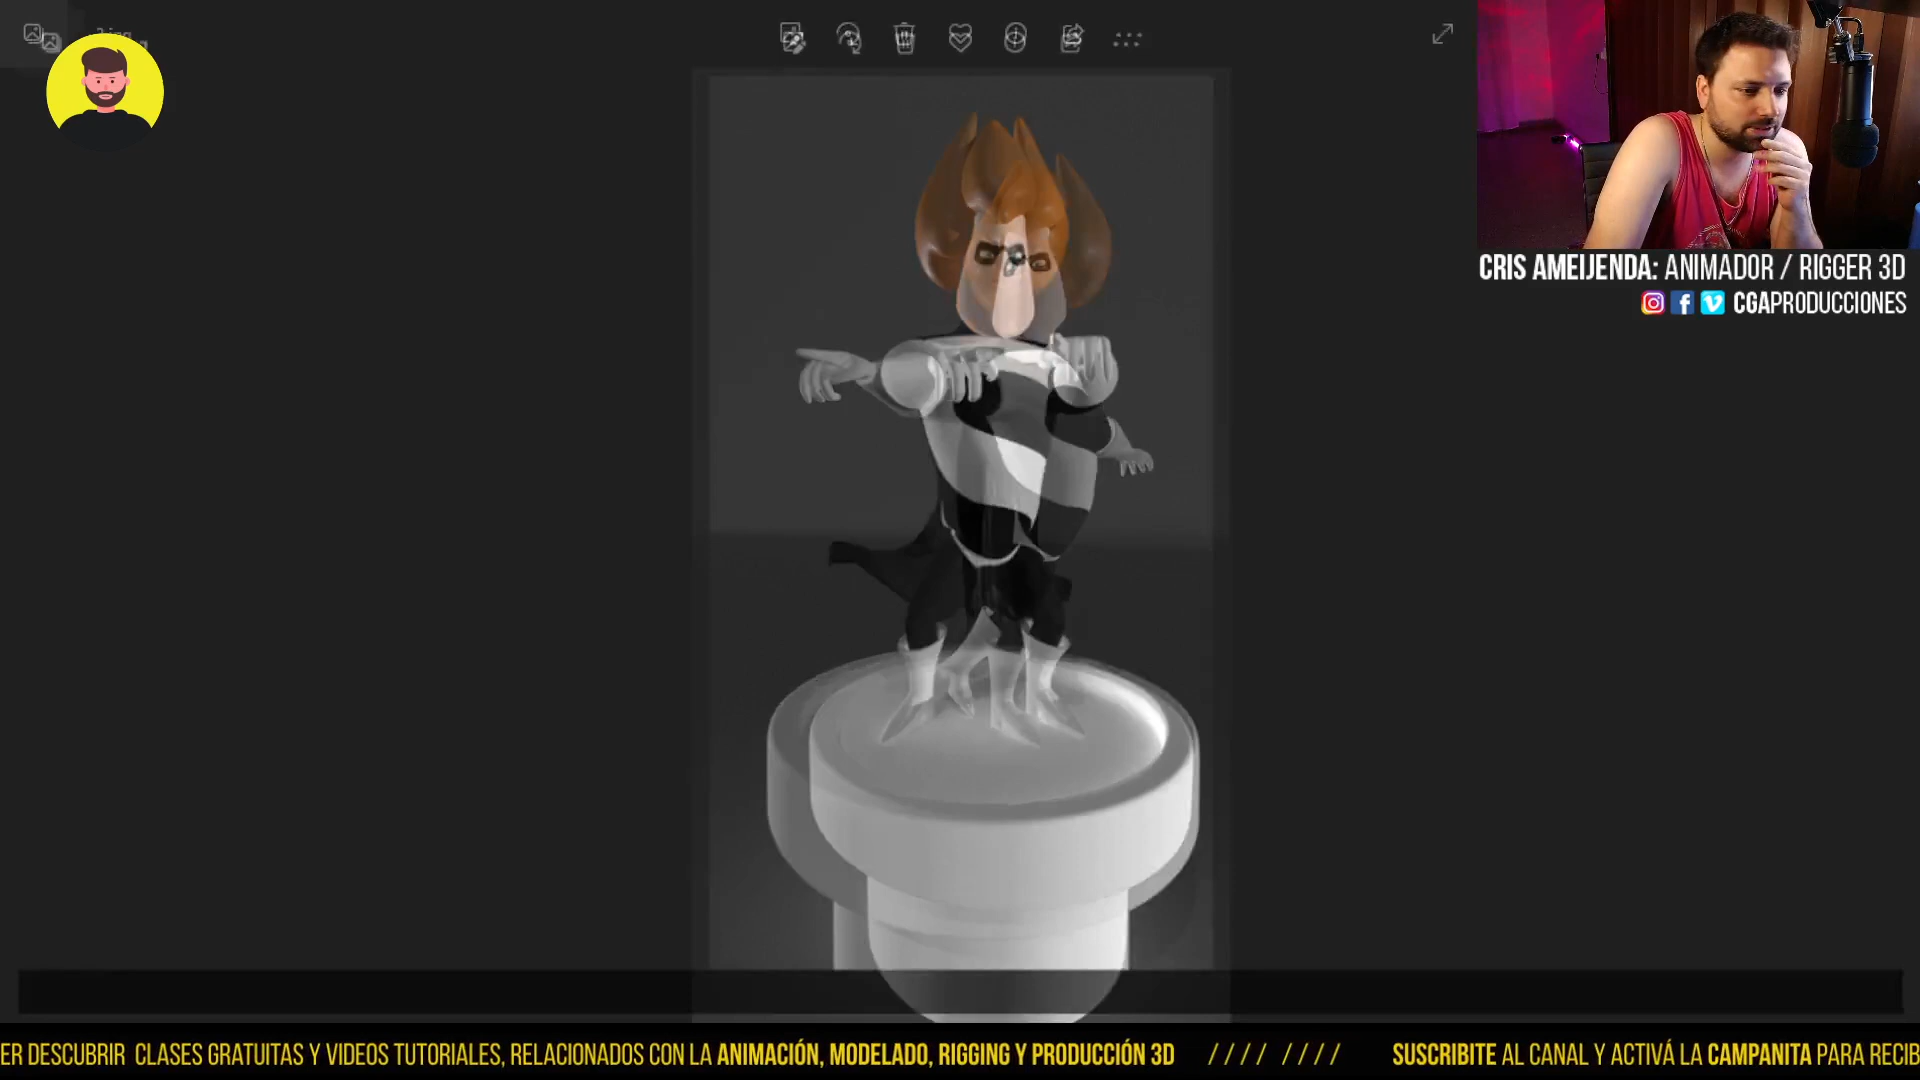 CRIS AMEIJENDA: ANIMADOR / RIGGER 3D
CGAPRODUCCIONES
ER DESCUBRIR CLASES GRATUITAS Y VIDEOS TUTORIALES, RELACIONADOS CON LA ANIMACIÓN, MODELADO, RIGGING Y PRODUCCIÓN 3D //// //// SUSCRIBITE AL CANAL Y ACTIVÁ LA CAMPANITA PARA RECIB